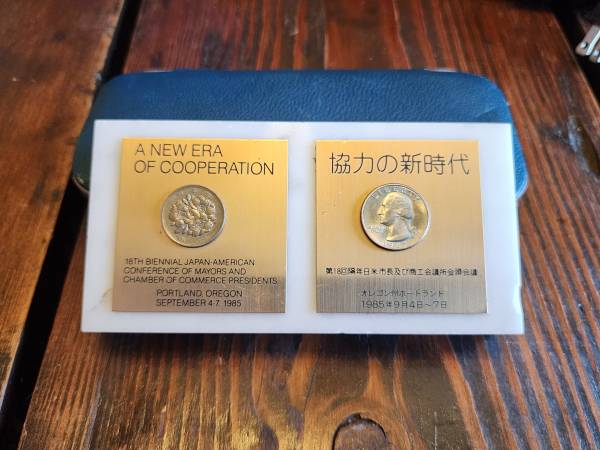 A NEW ERA
OF COOPERATION
18TH BIENNIAL JAPAN-AMERICAN
CONFERENCE OF MAYORS AND
CHAMBER OF COMMERCE PRESIDENTS
PORTLAND, OREGON
SEPTEMBER 4-7, 1985
協力の新時代
第18回隔年日米市長及び商工会議所会頭会議
オレゴン州ポートランド
1985年9月4日〜7日